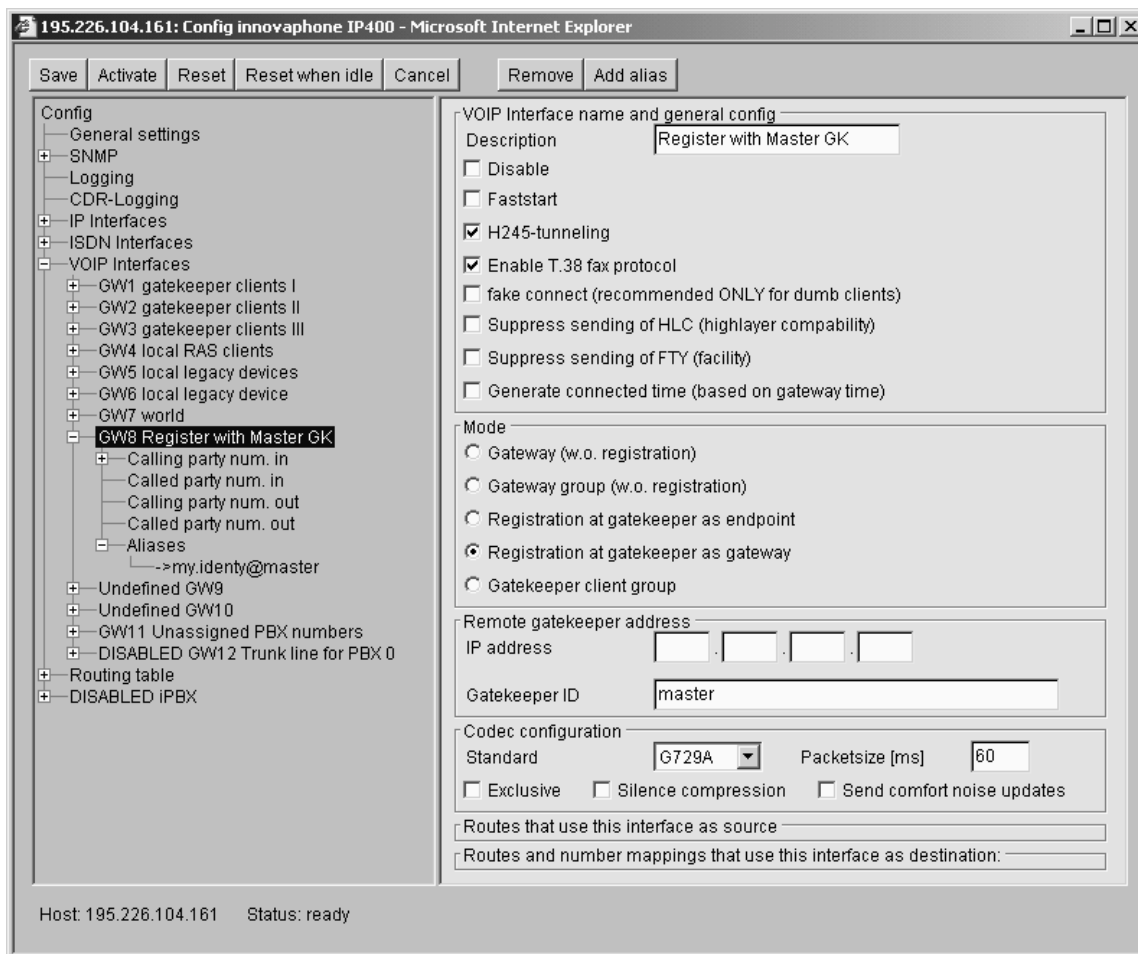 195.226.104.161: Config innovaphone IP400 - Microsoft Internet Explorer
Save Activate Reset Reset when idle Cancel Remove Add alias
Config
General settings
SNMP
Logging
CDR-Logging
IP Interfaces
ISDN Interfaces
VOIP Interfaces
GW1 gatekeeper clients I
GW2 gatekeeper clients II
GW3 gatekeeper clients III
GW4 local RAS clients
GW5 local legacy devices
GW6 local legacy device
GW7 world
GW8 Register with Master GK
Calling party num. in
Called party num. in
Calling party num. out
Called party num. out
Aliases
->my.identy@master
Undefined GW9
Undefined GW10
GW11 Unassigned PBX numbers
DISABLED GW12 Trunk line for PBX 0
Routing table
DISABLED iPBX
VOIP Interface name and general config
Description Register with Master GK
Disable
Faststart
H245-tunneling
Enable T.38 fax protocol
fake connect (recommended ONLY for dumb clients)
Suppress sending of HLC (highlayer compability)
Suppress sending of FTY (facility)
Generate connected time (based on gateway time)
Mode
Gateway (w.o. registration)
Gateway group (w.o. registration)
Registration at gatekeeper as endpoint
Registration at gatekeeper as gateway
Gatekeeper client group
Remote gatekeeper address
IP address . . .
Gatekeeper ID master
Codec configuration
Standard G729A Packetsize [ms] 60
Exclusive Silence compression Send comfort noise updates
Routes that use this interface as source
Routes and number mappings that use this interface as destination:
Host: 195.226.104.161 Status: ready